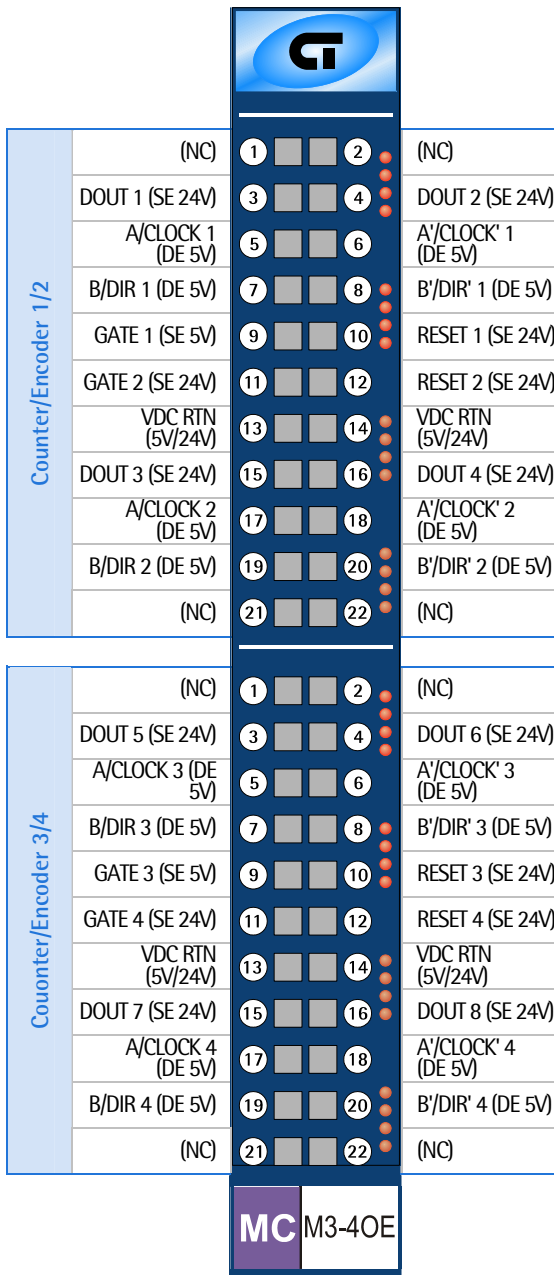 CT
Counter/Encoder 1/2
(NC) 1 2 (NC)
DOUT 1 (SE 24V) 3 4 DOUT 2 (SE 24V)
A/CLOCK 1
(DE 5V) 5 6 A'/CLOCK' 1
(DE 5V)
B/DIR 1 (DE 5V) 7 8 B'/DIR' 1 (DE 5V)
GATE 1 (SE 5V) 9 10 RESET 1 (SE 24V)
GATE 2 (SE 24V) 11 12 RESET 2 (SE 24V)
VDC RTN
(5V/24V) 13 14 VDC RTN
(5V/24V)
DOUT 3 (SE 24V) 15 16 DOUT 4 (SE 24V)
A/CLOCK 2
(DE 5V) 17 18 A'/CLOCK' 2
(DE 5V)
B/DIR 2 (DE 5V) 19 20 B'/DIR' 2 (DE 5V)
(NC) 21 22 (NC)
Couonter/Encoder 3/4
(NC) 1 2 (NC)
DOUT 5 (SE 24V) 3 4 DOUT 6 (SE 24V)
A/CLOCK 3 (DE
5V) 5 6 A'/CLOCK' 3
(DE 5V)
B/DIR 3 (DE 5V) 7 8 B'/DIR' 3 (DE 5V)
GATE 3 (SE 5V) 9 10 RESET 3 (SE 24V)
GATE 4 (SE 24V) 11 12 RESET 4 (SE 24V)
VDC RTN
(5V/24V) 13 14 VDC RTN
(5V/24V)
DOUT 7 (SE 24V) 15 16 DOUT 8 (SE 24V)
A/CLOCK 4
(DE 5V) 17 18 A'/CLOCK' 4
(DE 5V)
B/DIR 4 (DE 5V) 19 20 B'/DIR' 4 (DE 5V)
(NC) 21 22 (NC)
MC M3-4OE